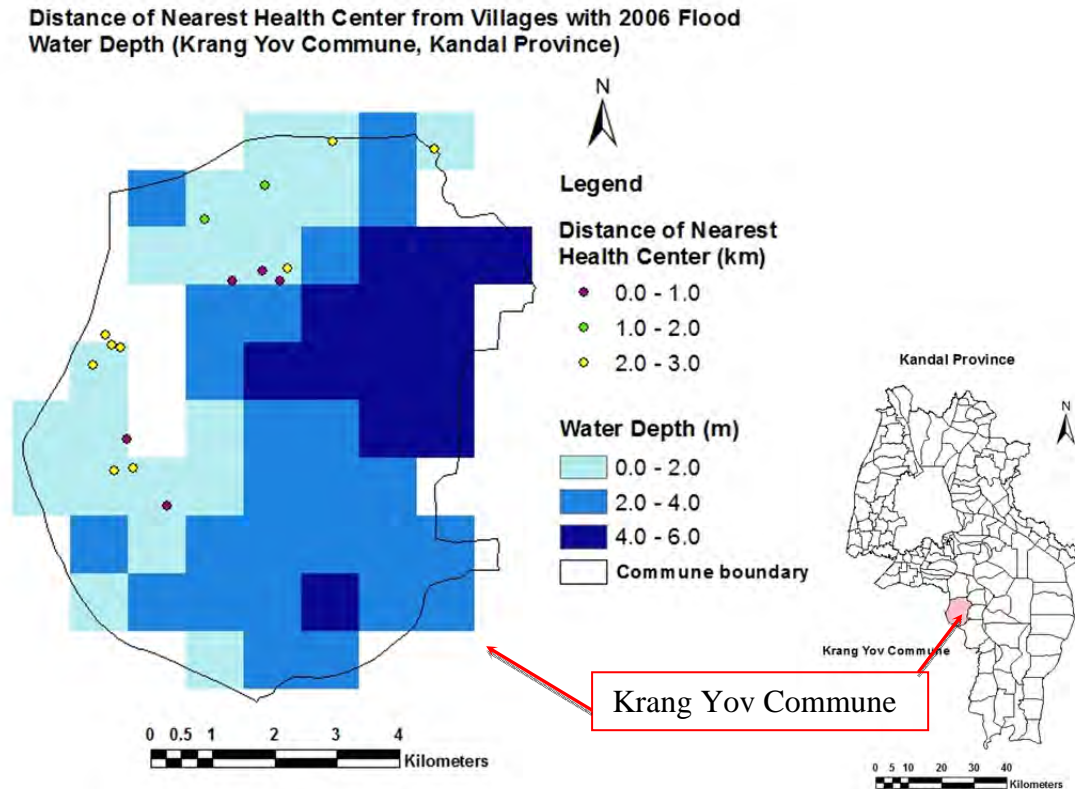 Distance of Nearest Health Center from Villages with 2006 Flood
Water Depth (Krang Yov Commune, Kandal Province)
N
Legend
Distance of Nearest
Health Center (km)
0.0 - 1.0
1.0 - 2.0
2.0 - 3.0
Water Depth (m)
0.0 - 2.0
2.0 - 4.0
4.0 - 6.0
Commune boundary
Kandal Province
N
Krang Yov Commune
Krang Yov Commune
0 0.5 1 2 3 4
Kilometers
0 5 10 20 30 40
Kilometers